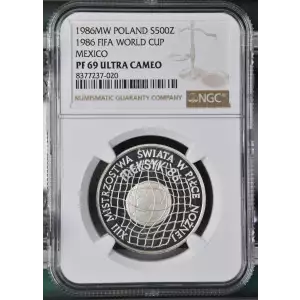 1986MW POLAND S500Z
1986 FIFA WORLD CUP
MEXICO
PF 69 ULTRA CAMEO
8377237-020
NUMISMATIC GUARANTY COMPANY
NGC
XIII MISTRZOSTWA ŚWIATA W PIŁCE NOŻNEJ
MEKSYK '86